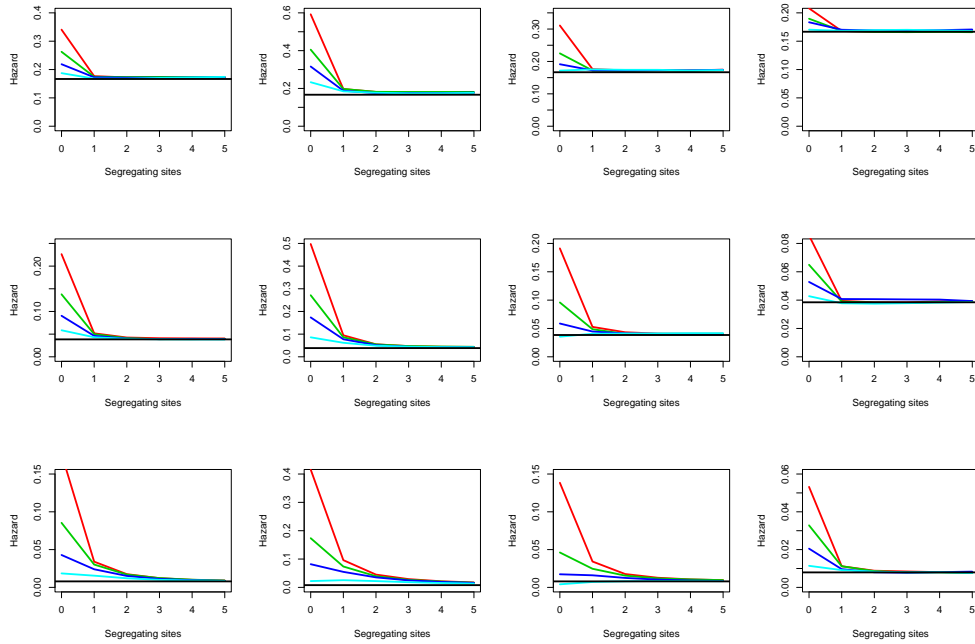 0.0 0.1 0.2 0.3 0.4
Hazard
0 1 2 3 4 5
Segregating sites
0.0 0.2 0.4 0.6
Hazard
0 1 2 3 4 5
Segregating sites
0.00 0.10 0.20 0.30
Hazard
0 1 2 3 4 5
Segregating sites
0.00 0.05 0.10 0.15 0.20
Hazard
0 1 2 3 4 5
Segregating sites
0.00 0.10 0.20
Hazard
0 1 2 3 4 5
Segregating sites
0.0 0.1 0.2 0.3 0.4 0.5
Hazard
0 1 2 3 4 5
Segregating sites
0.00 0.05 0.10 0.15 0.20
Hazard
0 1 2 3 4 5
Segregating sites
0.00 0.02 0.04 0.06 0.08
Hazard
0 1 2 3 4 5
Segregating sites
0.00 0.05 0.10 0.15
Hazard
0 1 2 3 4 5
Segregating sites
0.0 0.1 0.2 0.3 0.4
Hazard
0 1 2 3 4 5
Segregating sites
0.00 0.05 0.10 0.15
Hazard
0 1 2 3 4 5
Segregating sites
0.00 0.02 0.04 0.06
Hazard
0 1 2 3 4 5
Segregating sites